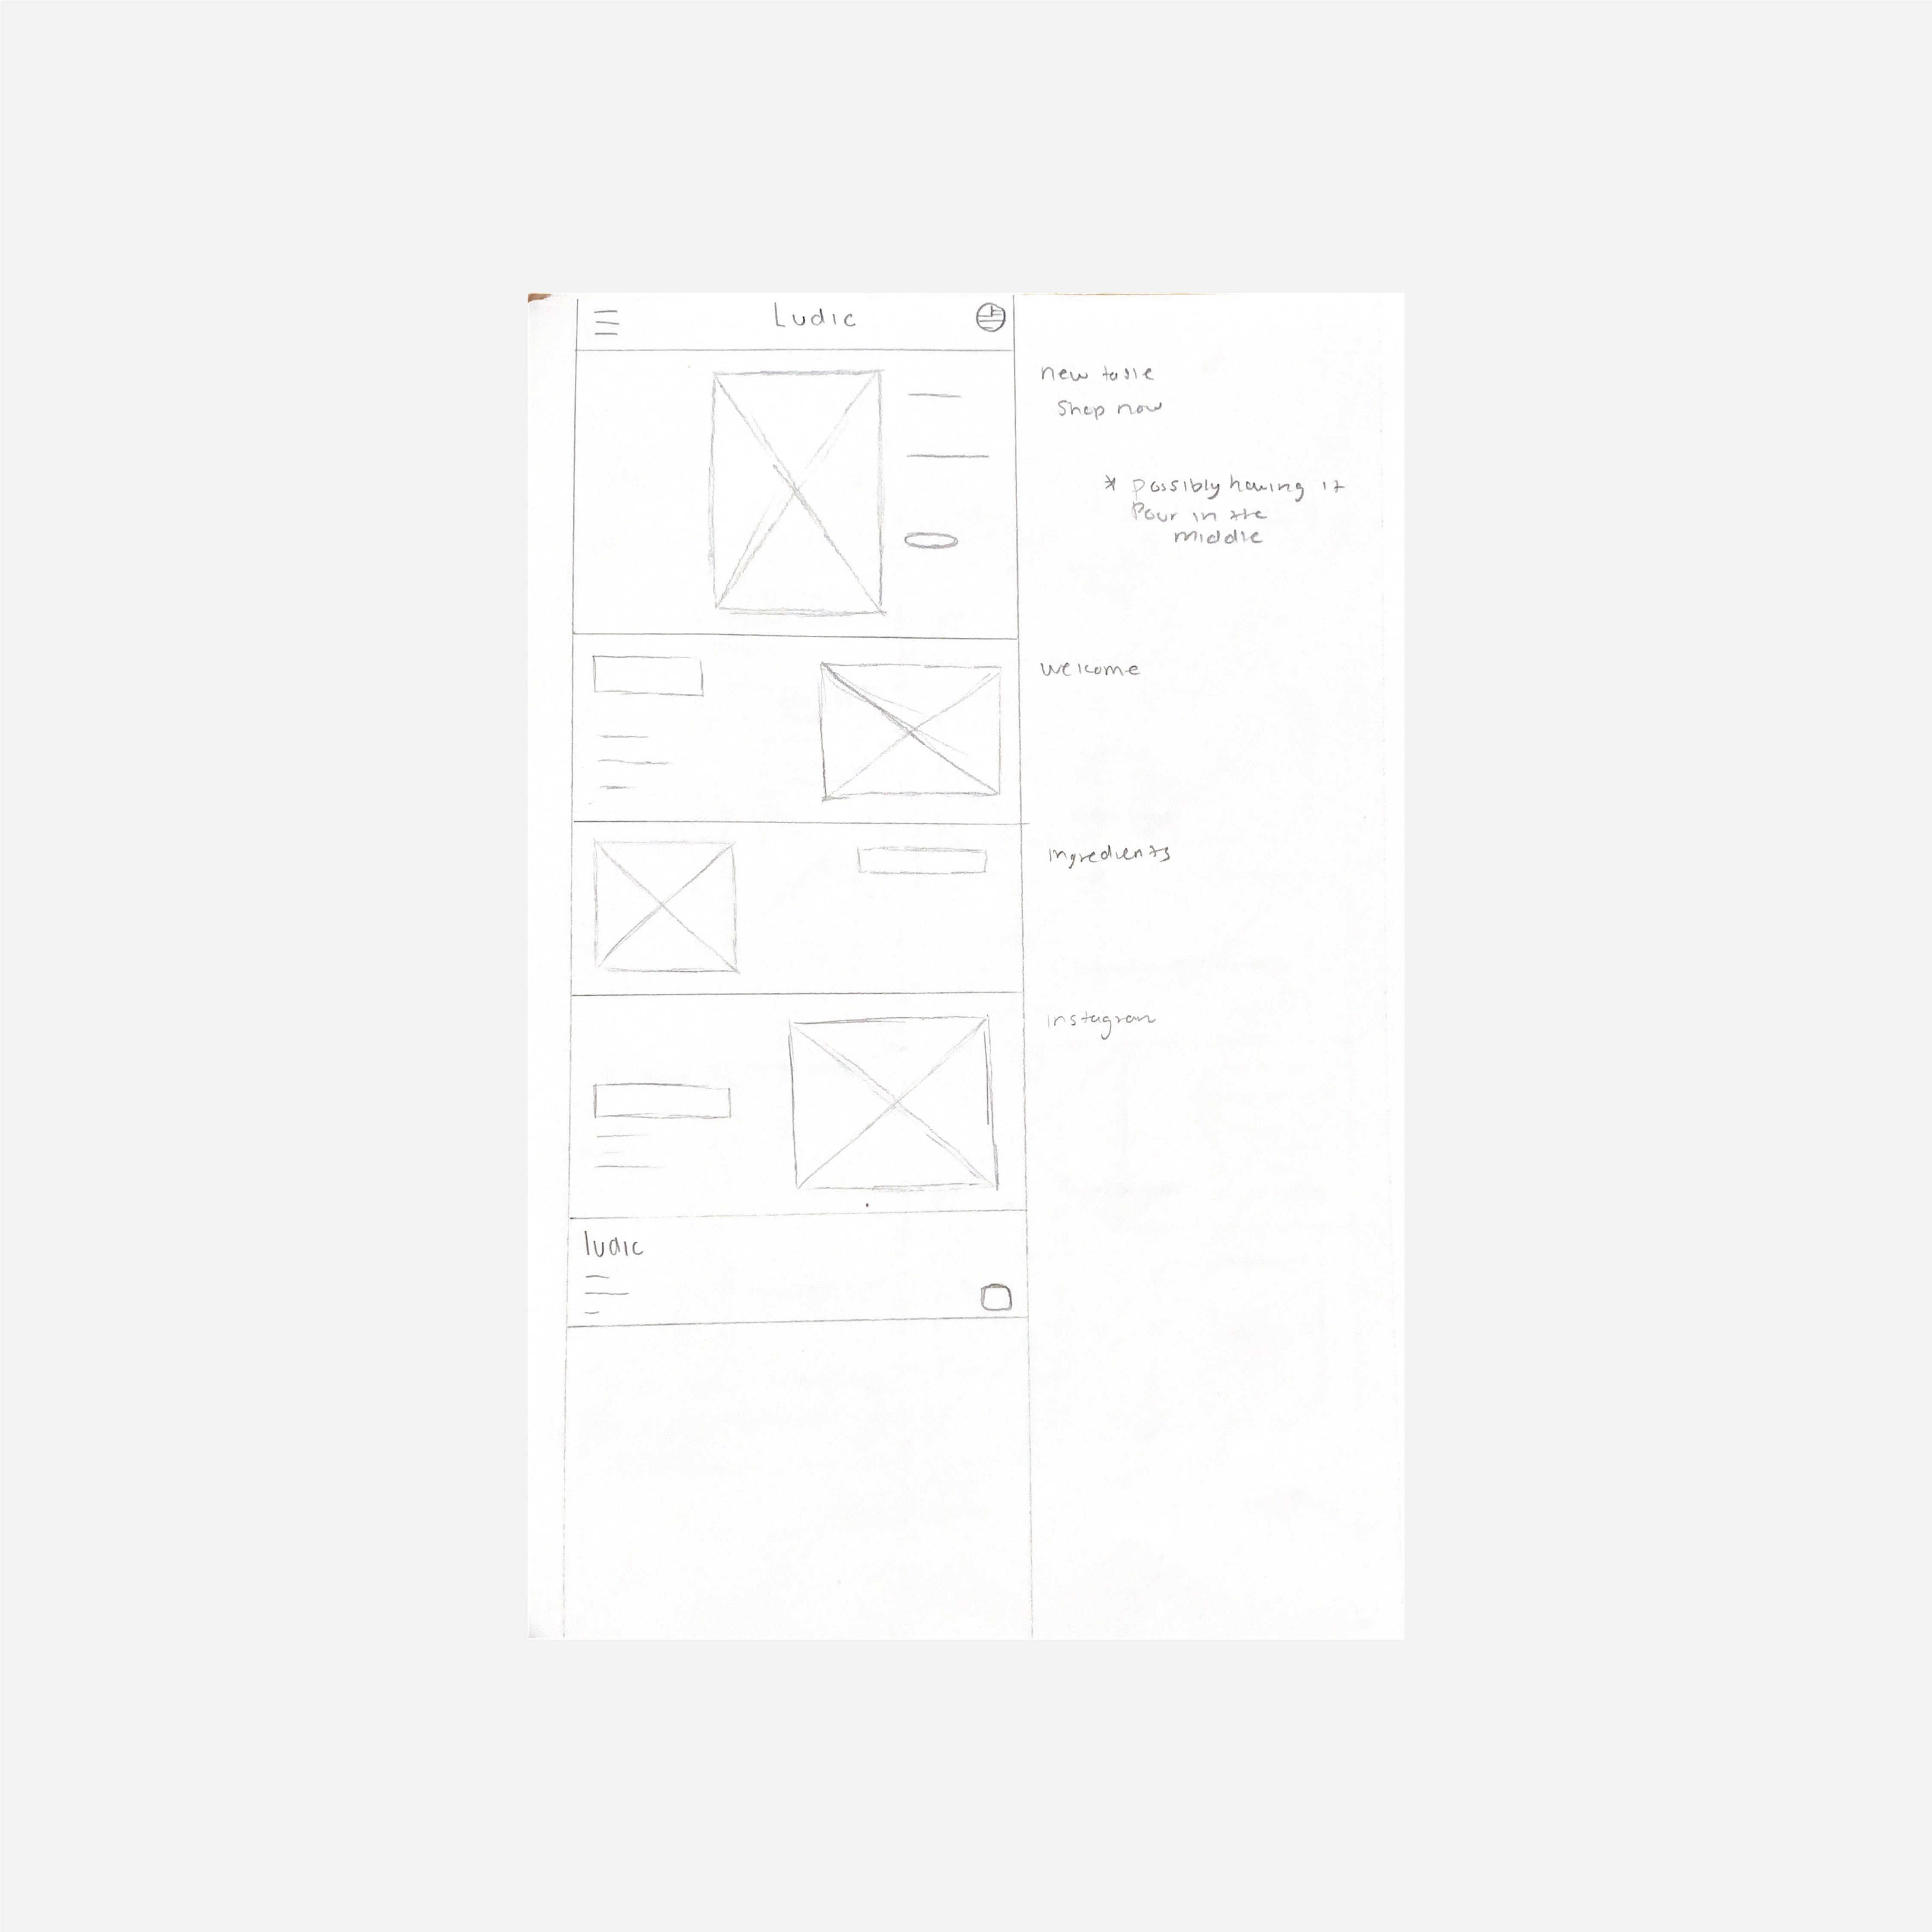 Ludic
new taste
Shop now
* possibly having it
Pour in the
middle
welcome
ingredients
instagram
ludic